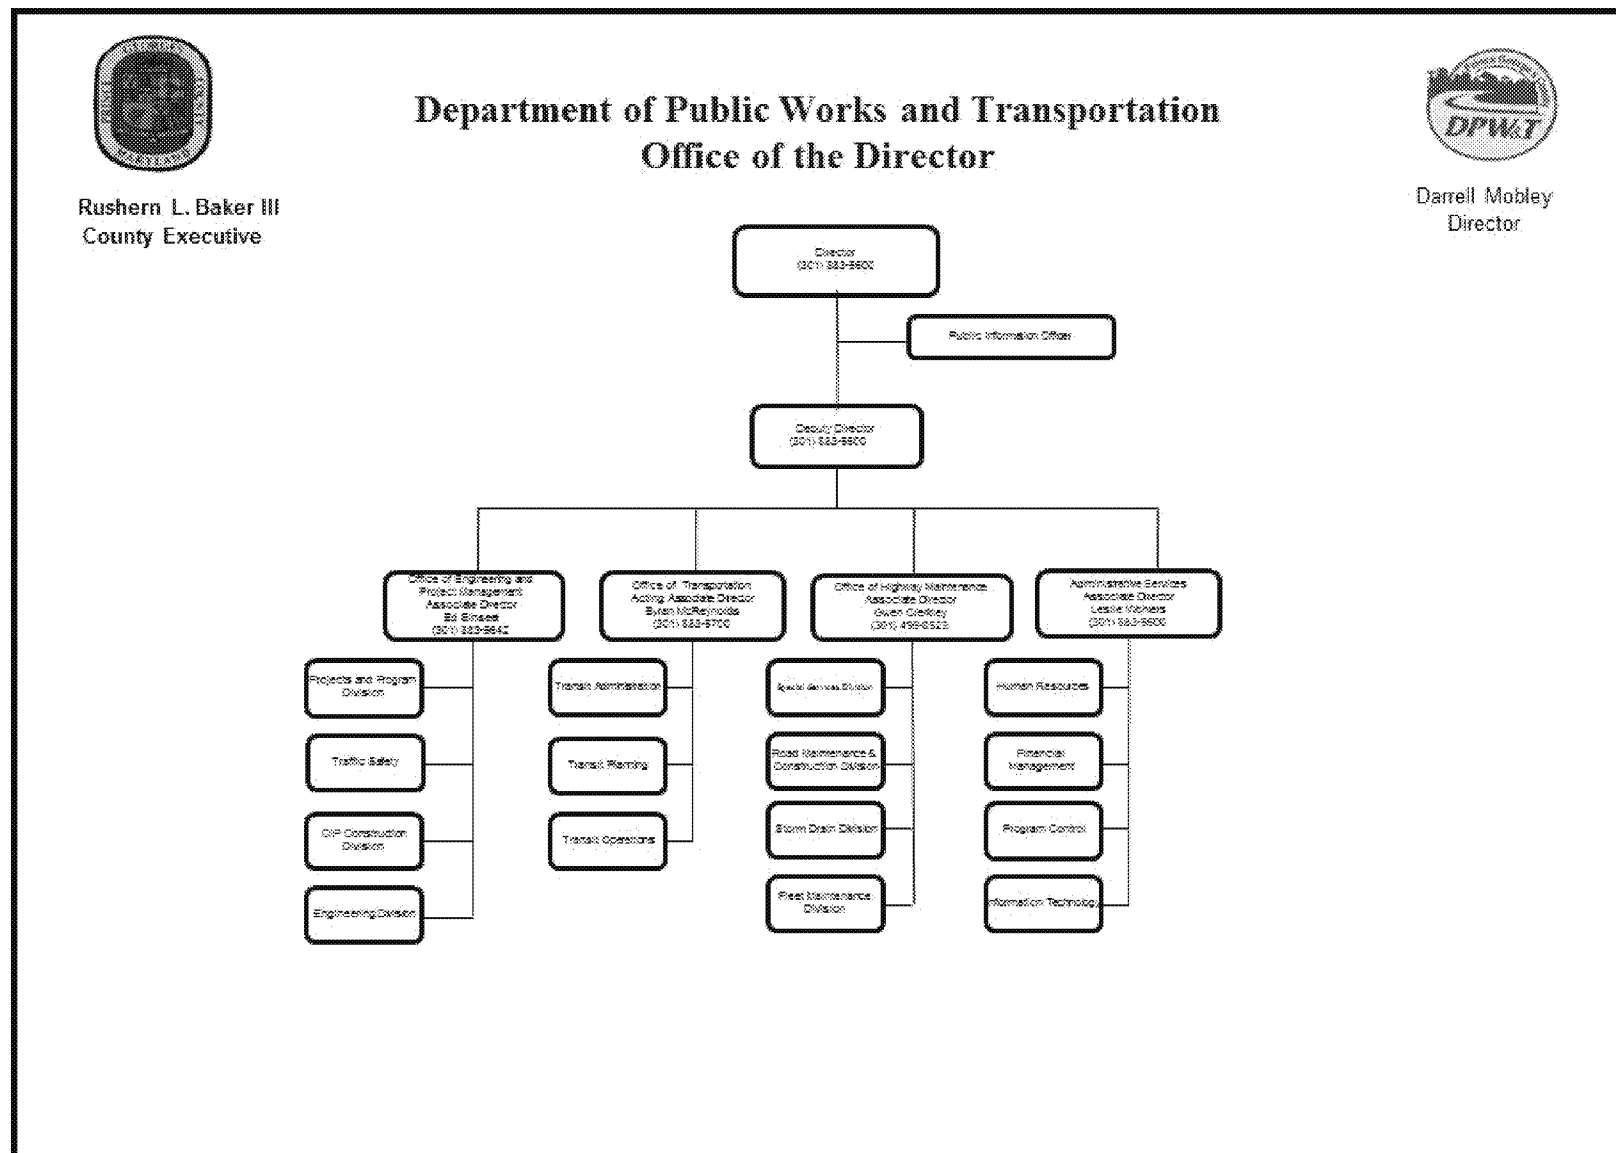 Department of Public Works and Transportation
Office of the Director
Rushern L. Baker III
County Executive
DPW&T
Darrell Mobley
Director
Director
Public Information Officer
Deputy Director
Office of Engineering and
Project Management
Associate Director
Office of Transportation
Acting Associate Director
McReynolds
Office of Highway Maintenance
Associate Director
Gwen
Administrative Services
Associate Director
Leslie
Projects and Program
Division
Transit Administration
Special Services Division
Human Resources
Traffic Safety
Transit Planning
Road Maintenance &
Construction Division
Financial
Management
CIP Construction
Division
Transit Operations
Storm Drain Division
Program Control
Engineering Division
Fleet Maintenance
Division
Information Technology